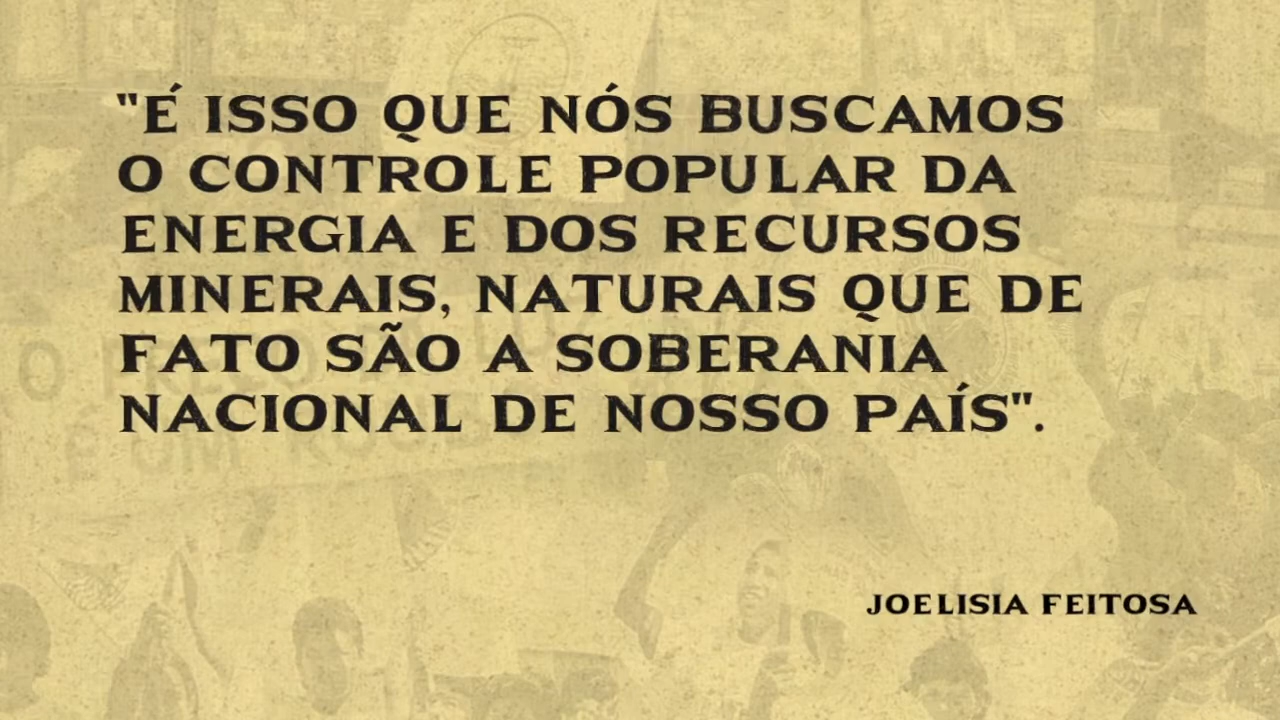 "É ISSO QUE NÓS BUSCAMOS
O CONTROLE POPULAR DA
ENERGIA E DOS RECURSOS
MINERAIS, NATURAIS QUE DE
FATO SÃO A SOBERANIA
NACIONAL DE NOSSO PAÍS".
JOELISIA FEITOSA